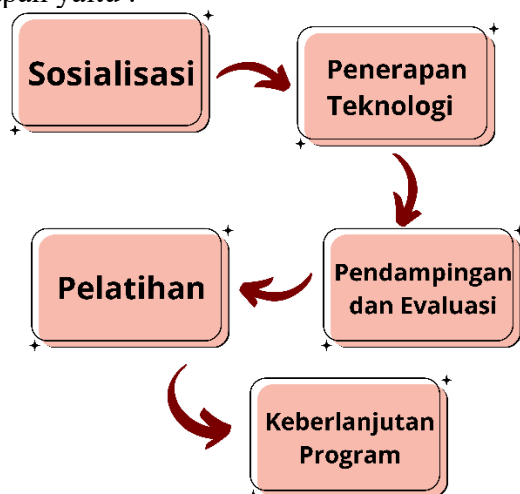 Sosialisasi
Penerapan
Teknologi
Pendampingan
dan Evaluasi
Pelatihan
Keberlanjutan
Program